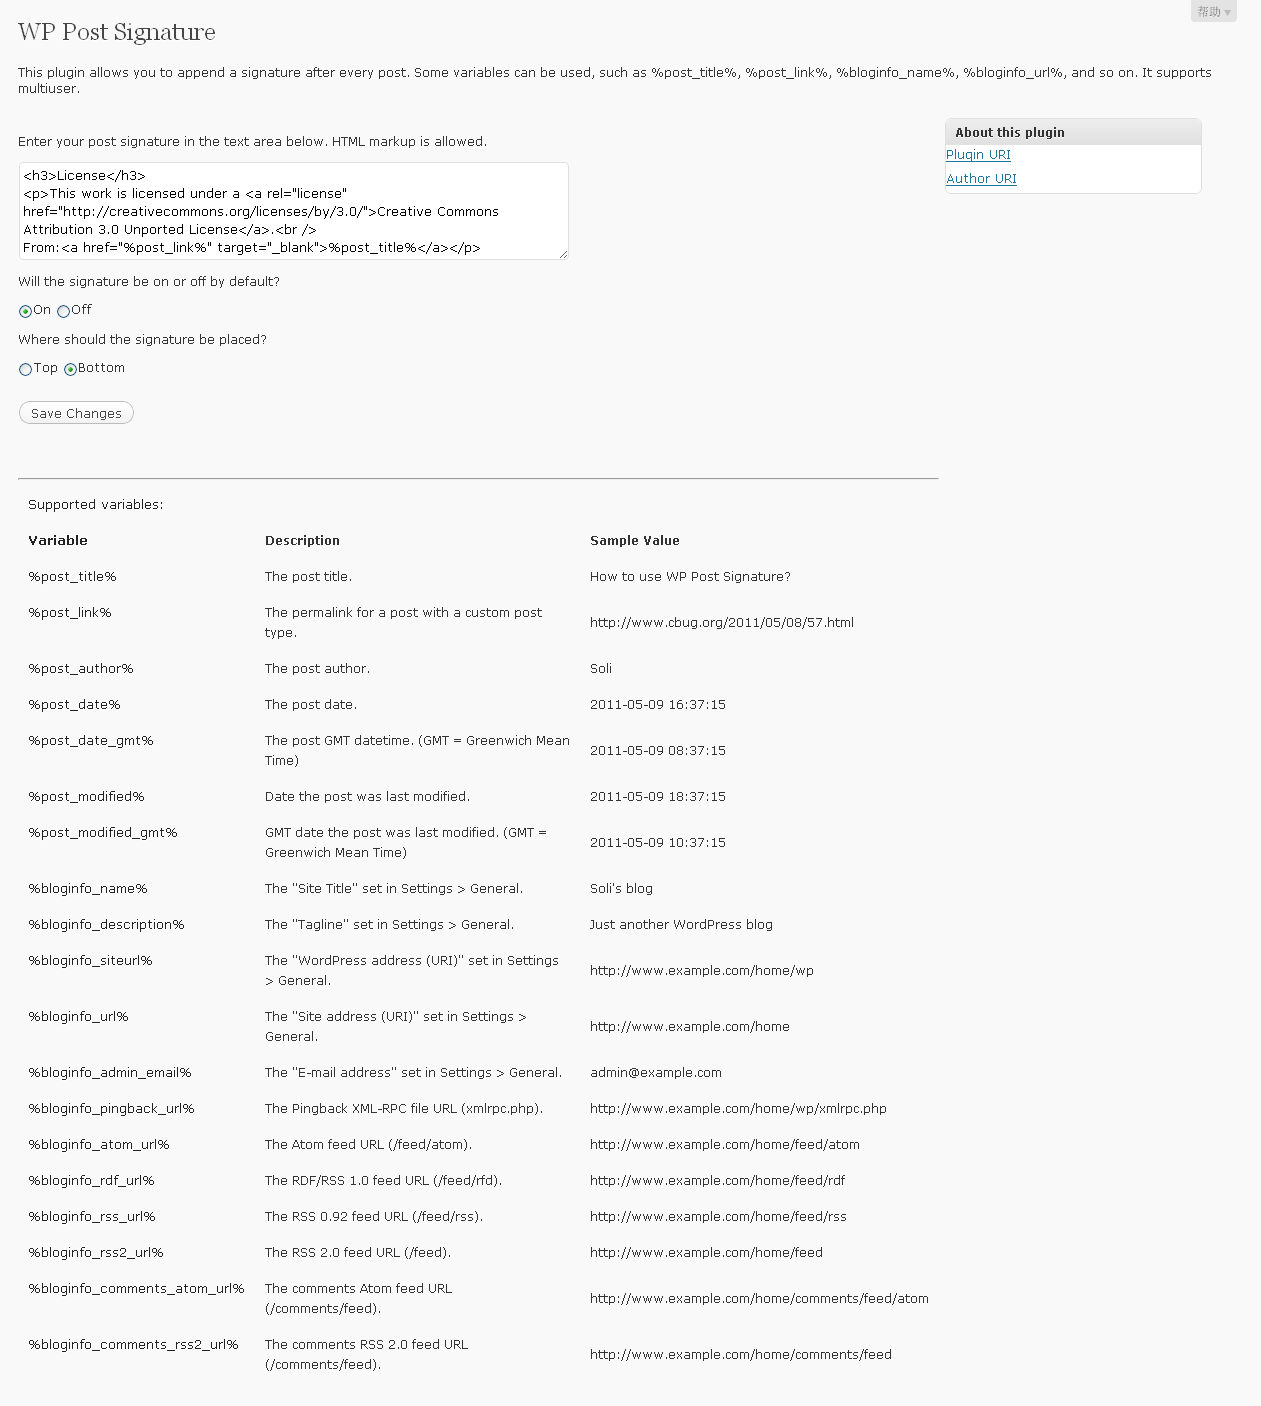 帮助
WP Post Signature
This plugin allows you to append a signature after every post. Some variables can be used, such as %post_title%, %post_link%, %bloginfo_name%, %bloginfo_url%, and so on. It supports
multiuser.
Enter your post signature in the text area below. HTML markup is allowed.
<h3>License</h3>
<p>This work is licensed under a <a rel="license"
href="http://creativecommons.org/licenses/by/3.0/">Creative Commons
Attribution 3.0 Unported License</a>.<br />
From:<a href="%post_link%" target="_blank">%post_title%</a></p>
About this plugin
Plugin URI
Author URI
Will the signature be on or off by default?
On Off
Where should the signature be placed?
Top Bottom
Save Changes
Supported variables:
Variable Description Sample Value
%post_title% The post title. How to use WP Post Signature?
%post_link% The permalink for a post with a custom post
type. http://www.cbug.org/2011/05/08/57.html
%post_author% The post author. Soli
%post_date% The post date. 2011-05-09 16:37:15
%post_date_gmt% The post GMT datetime. (GMT = Greenwich Mean
Time) 2011-05-09 08:37:15
%post_modified% Date the post was last modified. 2011-05-09 18:37:15
%post_modified_gmt% GMT date the post was last modified. (GMT =
Greenwich Mean Time) 2011-05-09 10:37:15
%bloginfo_name% The "Site Title" set in Settings > General. Soli's blog
%bloginfo_description% The "Tagline" set in Settings > General. Just another WordPress blog
%bloginfo_siteurl% The "WordPress address (URI)" set in Settings
> General. http://www.example.com/home/wp
%bloginfo_url% The "Site address (URI)" set in Settings >
General. http://www.example.com/home
%bloginfo_admin_email% The "E-mail address" set in Settings > General. admin@example.com
%bloginfo_pingback_url% The Pingback XML-RPC file URL (xmlrpc.php). http://www.example.com/home/wp/xmlrpc.php
%bloginfo_atom_url% The Atom feed URL (/feed/atom). http://www.example.com/home/feed/atom
%bloginfo_rdf_url% The RDF/RSS 1.0 feed URL (/feed/rfd). http://www.example.com/home/feed/rdf
%bloginfo_rss_url% The RSS 0.92 feed URL (/feed/rss). http://www.example.com/home/feed/rss
%bloginfo_rss2_url% The RSS 2.0 feed URL (/feed). http://www.example.com/home/feed
%bloginfo_comments_atom_url% The comments Atom feed URL
(/comments/feed). http://www.example.com/home/comments/feed/atom
%bloginfo_comments_rss2_url% The comments RSS 2.0 feed URL
(/comments/feed). http://www.example.com/home/comments/feed